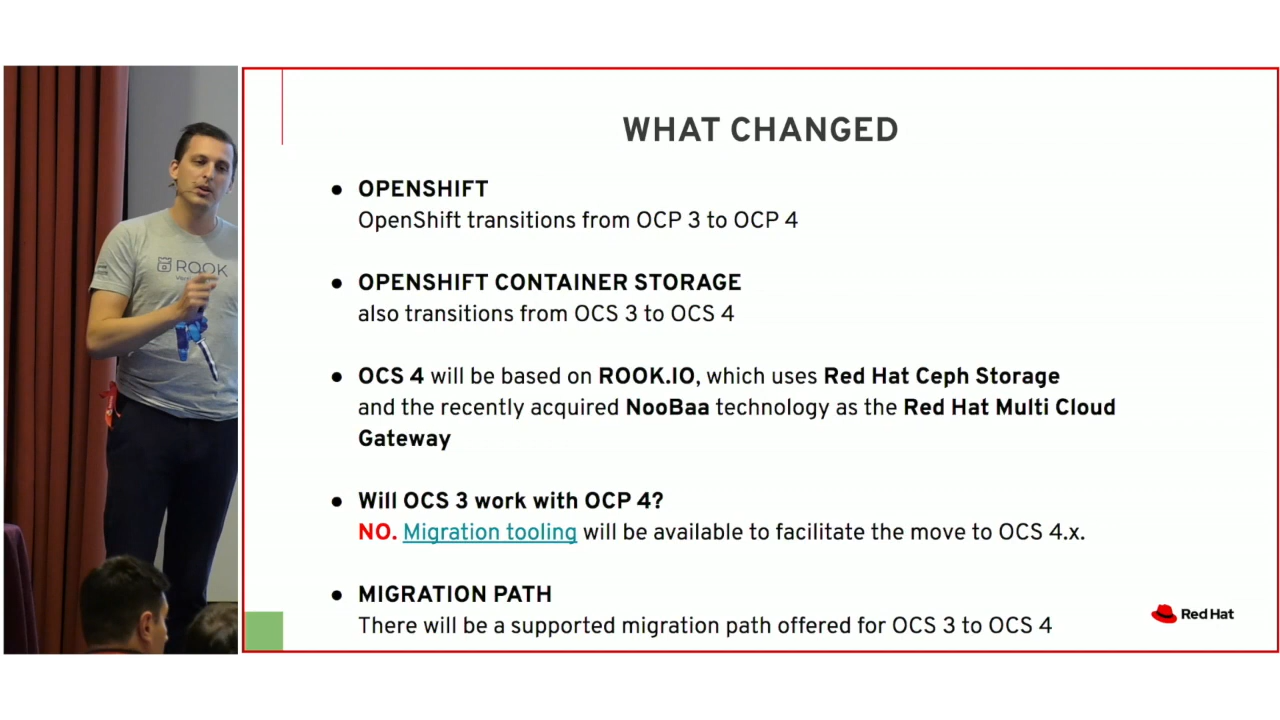 ROOK
WHAT CHANGED
● OPENSHIFT
OpenShift transitions from OCP 3 to OCP 4
● OPENSHIFT CONTAINER STORAGE
also transitions from OCS 3 to OCS 4
● OCS 4 will be based on ROOK.IO, which uses Red Hat Ceph Storage
and the recently acquired NooBaa technology as the Red Hat Multi Cloud
Gateway
● Will OCS 3 work with OCP 4?
NO. Migration tooling will be available to facilitate the move to OCS 4.x.
● MIGRATION PATH
There will be a supported migration path offered for OCS 3 to OCS 4
Red Hat